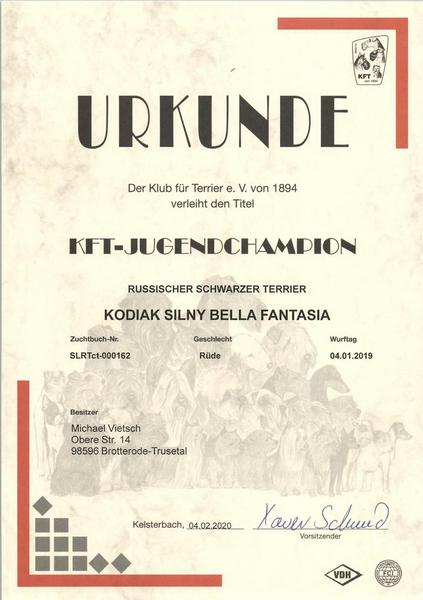 KFT
URKUNDE
Der Klub für Terrier e. V. von 1894
verleiht den Titel
KFT-JUGENDCHAMPION
RUSSISCHER SCHWARZER TERRIER
KODIAK SILNY BELLA FANTASIA
Zuchtbuch-Nr. Geschlecht Wurftag
SLRTct-000162 Rüde 04.01.2019
Besitzer
Michael Vietsch
Obere Str. 14
98596 Brotterode-Trusetal
Kelsterbach, 04.02.2020 Xaver Schmid
Vorsitzender
VDH FCI